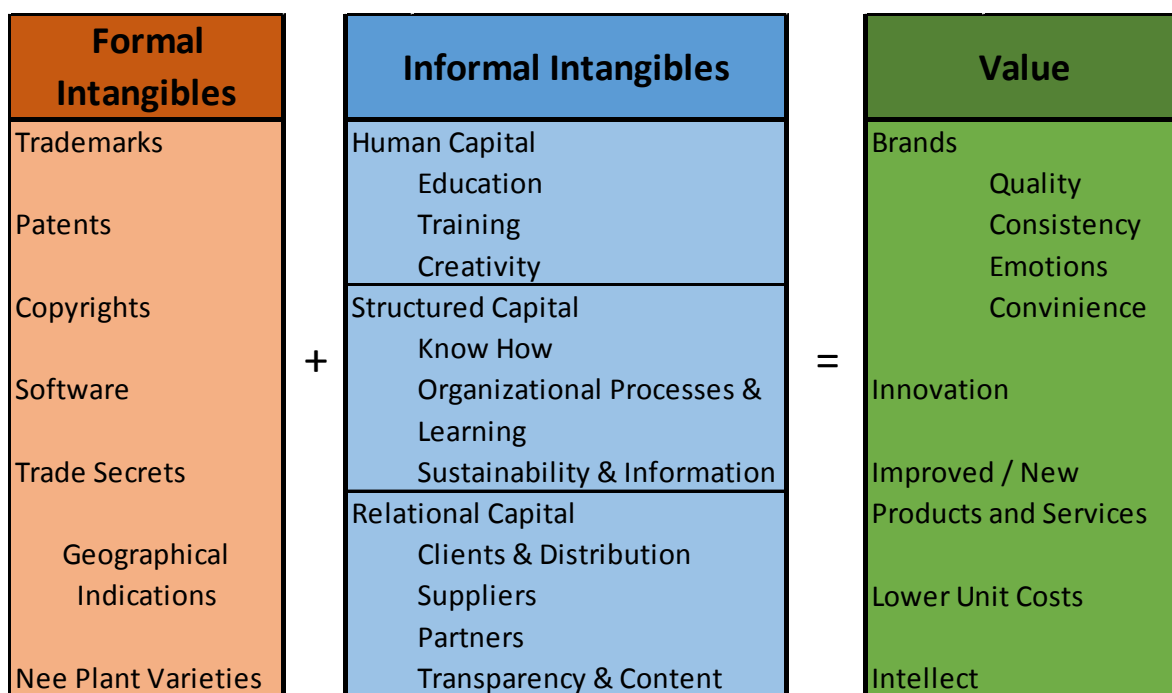 Formal
Intangibles
Trademarks
Patents
Copyrights
Software
Trade Secrets
Geographical
Indications
Nee Plant Varieties
+
Informal Intangibles
Human Capital
Education
Training
Creativity
Structured Capital
Know How
Organizational Processes &
Learning
Sustainability & Information
Relational Capital
Clients & Distribution
Suppliers
Partners
Transparency & Content
=
Value
Brands
Quality
Consistency
Emotions
Convinience
Innovation
Improved / New
Products and Services
Lower Unit Costs
Intellect